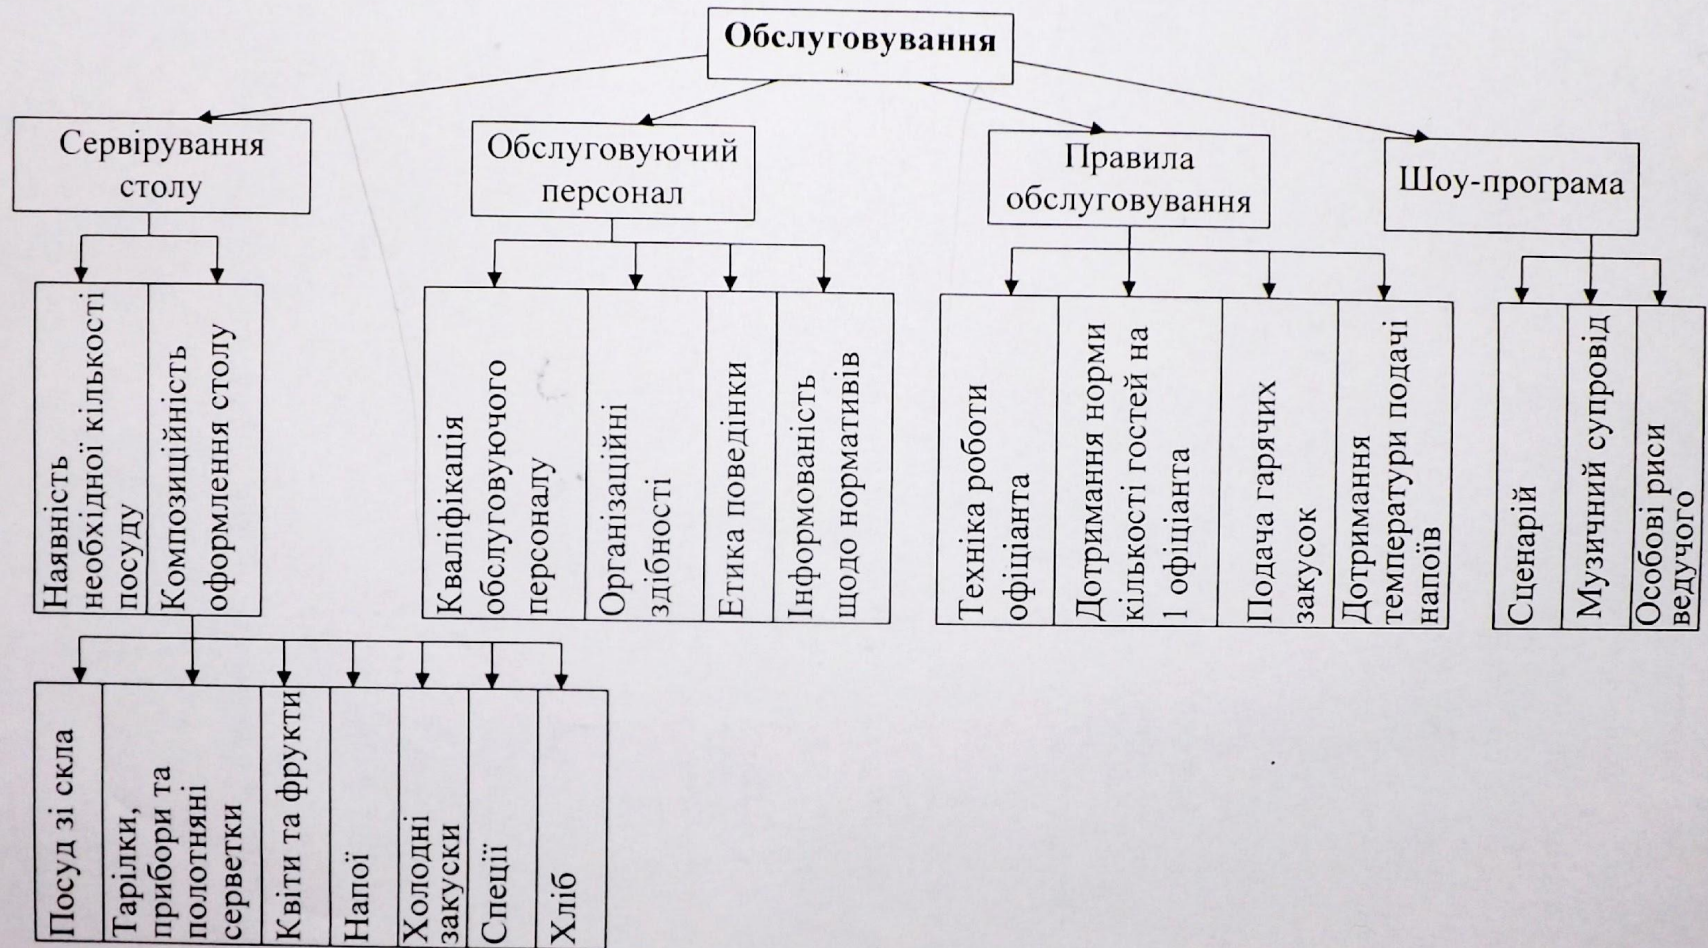 Обслуговування
Сервірування
столу
Обслуговуючий
персонал
Правила
обслуговування
Шоу-програма
Наявність
необхідної кількості
посуду
Композиційність
оформлення столу
Кваліфікація
обслуговуючого
персоналу
Організаційні
здібності
Етика поведінки
Інформованість
щодо нормативів
Техніка роботи
офіціанта
Дотримання норми
кількості гостей на
1 офіціанта
Подача гарячих
закусок
Дотримання
температури подачі
напоїв
Сценарій
Музичний супровід
Особові риси
ведучого
Посуд зі скла
Тарілки,
прибори та
полотняні
серветки
Квіти та фрукти
Напої
Холодні
закуски
Спеції
Хліб